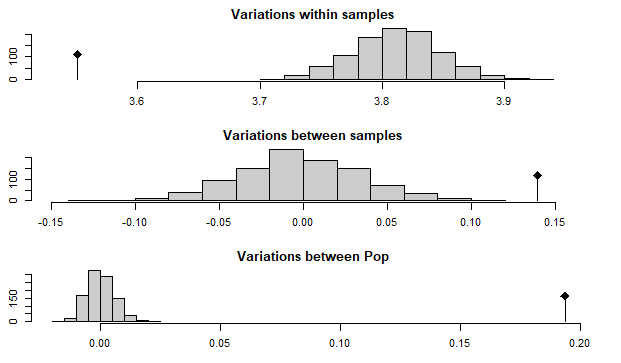 Variations within samples
0 100
3.6 3.7 3.8 3.9
Variations between samples
0 100
-0.15 -0.10 -0.05 0.00 0.05 0.10 0.15
Variations between Pop
0 150
0.00 0.05 0.10 0.15 0.20